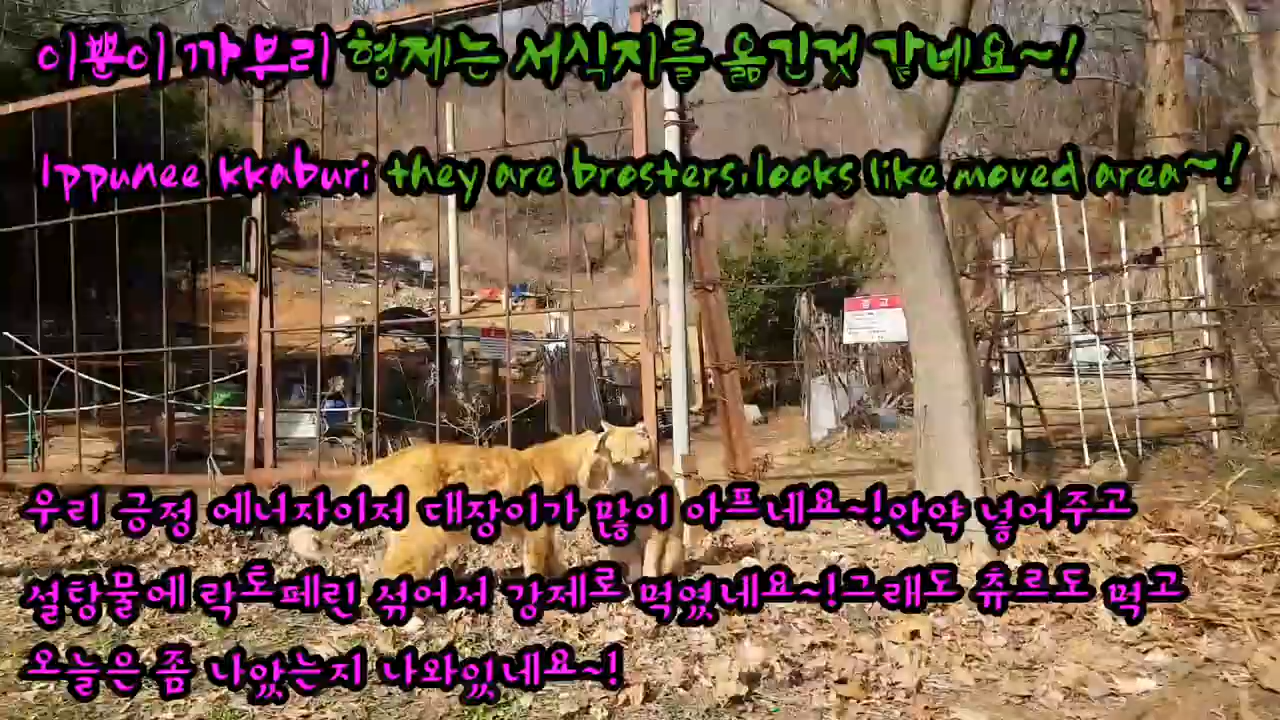 이쁜이 까부리 형제는 서식지를 옮긴것 같네요~!
Ippunee kkaburi they are brosters,looks like moved area~!
경고
우리 긍정 에너자이저 대장이가 많이 아프네요~!안약 넣어주고
설탕물에 락토페린 섞어서 강제로 먹였네요~!그래도 츄르도 먹고
오늘은 좀 나았는지 나와있네요~!